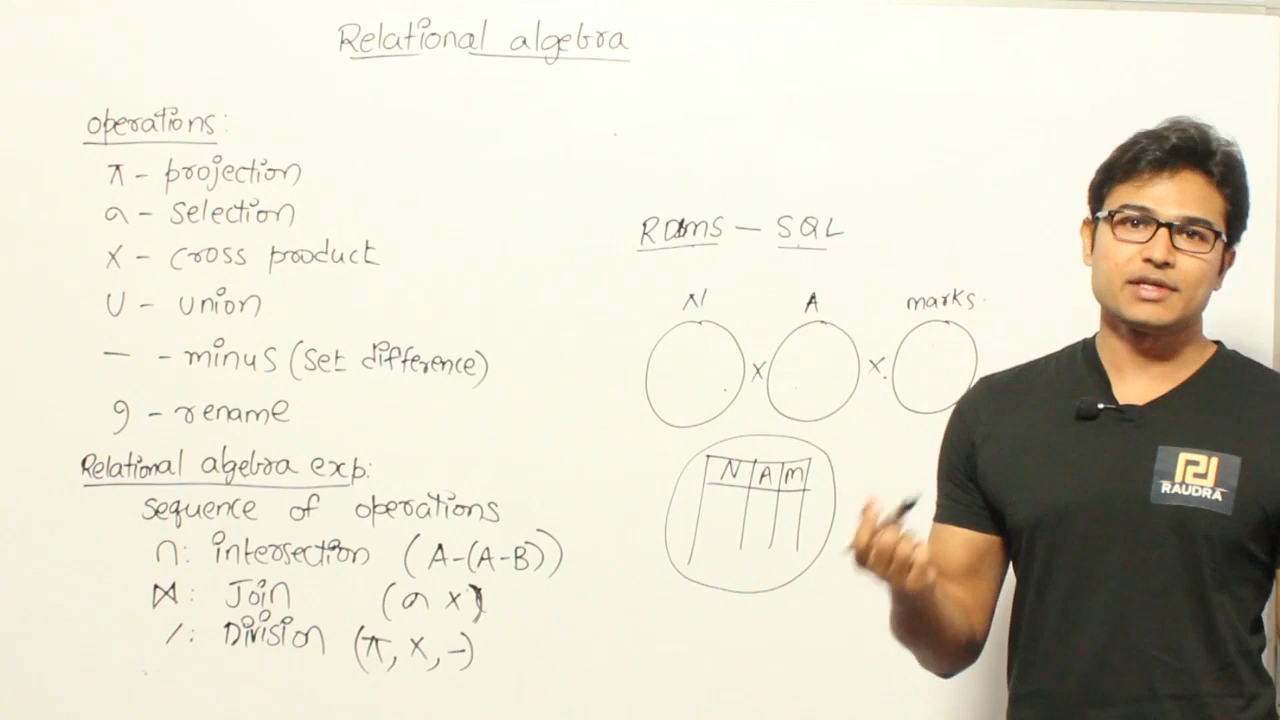 Relational algebra
operations:
π - projection
σ - selection
X - cross product
U - union
— - minus (set difference)
ρ - rename
Relational algebra exp:
sequence of operations
∩: intersection (A-(A-B))
⋈: Join (σ X)
/: Division (π, X, -)
RDBMS — SQL
N A marks.
X X.
N A M
RAUDRA